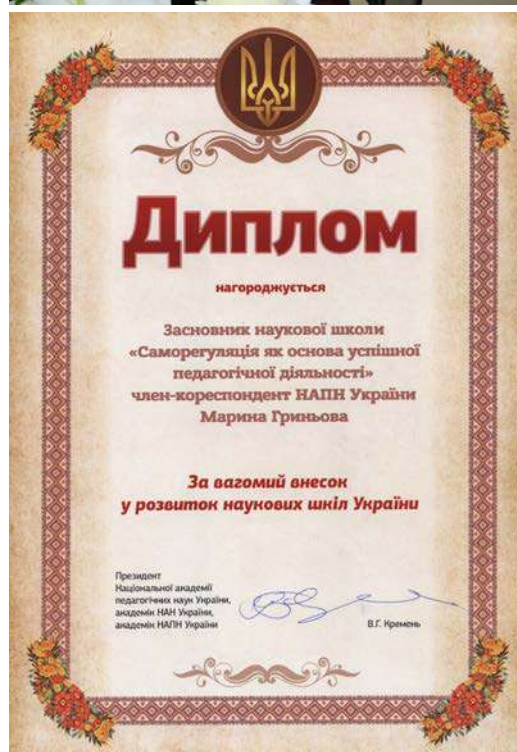 Диплом
нагороджується
Засновник наукової школи
«Саморегуляція як основа успішної
педагогічної діяльності»
член-кореспондент НАПН України
Марина Гриньова
За вагомий внесок
у розвиток наукових шкіл України
Президент
Національної академії
педагогічних наук України,
академік НАН України,
академік НАПН України
В.Г. Кремень